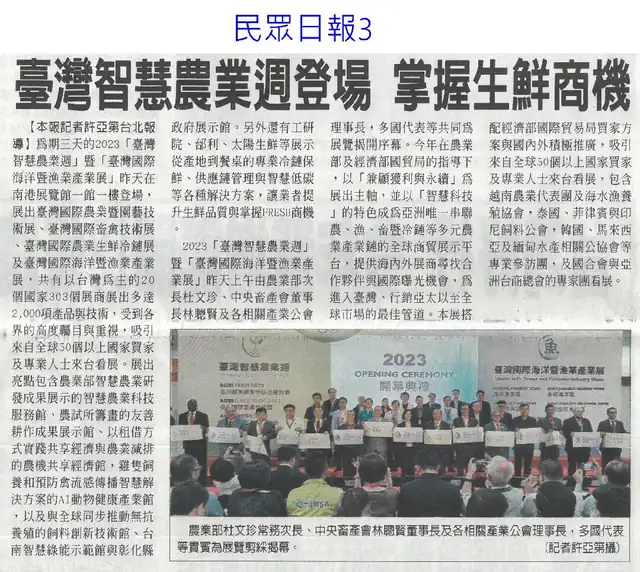 民眾日報3
臺灣智慧農業週登場 掌握生鮮商機
【本報記者許亞第台北報
導】為期三天的2023「臺灣
智慧農業週」暨「臺灣國際
海洋暨漁業產業展」昨天在
南港展覽館一館一樓登場，
展出臺灣國際農業暨園藝技
術展、臺灣國際畜禽技術展
、臺灣國際農業生鮮冷鏈展
及臺灣國際海洋暨漁業產業
展，共有以台灣為主的20
個國家303個展商展出多達
2,000項產品與技術，受到各
界的高度矚目與重視，吸引
來自全球50個以上國家買家
及專業人士來台看展。展出
亮點包含農業部智慧農業研
發成果展示的智慧農業科技
服務館、農試所籌畫的友善
耕作成果展示館、以租借方
式實踐共享經濟與農業減排
的農機共享經濟館，雞隻飼
養和預防禽流感傳播智慧解
決方案的AI動物健康產業館
，以及與全球同步推動無抗
養殖的飼料創新技術館、台
南智慧綠能示範館與彰化縣
政府展示館。另外還有工研
院、郃利、太陽生鮮等展示
從產地到餐桌的專業冷鏈保
鮮、供應鏈管理與智慧低碳
等各種解決方案，讓業者提
升生鮮品質與掌握FRESH商機
。
2023「臺灣智慧農業週」
暨「臺灣國際海洋暨漁業產
業展」昨天上午由農業部次
長杜文珍、中央畜產會董事
長林聰賢及各相關產業公會
理事長，多國代表等共同為
展覽揭開序幕。今年在農業
部及經濟部國貿局的指導下，
以「兼顧獲利與永續」為
展出主軸，並以「智慧科技
」的特色成為亞洲唯一串聯
農、漁、畜暨冷鏈等多元農
業產業鏈的全球商貿展示平
台，提供海內外展商尋找合
作夥伴與國際曝光機會，為
進入臺灣、行銷亞太以至全
球市場的最佳管道。本展搭
配經濟部國際貿易局買家方
案與國內外積極推廣，吸引
來自全球50個以上國家買家
及專業人士來台看展，包含
越南農業代表團及海水漁養
殖協會，泰國、菲律賓與印
尼飼料公會，韓國、馬來西
亞及緬甸水產相關公協會等
專業參訪團，及國合會與亞
洲台商總會的專家團看展。
臺灣智慧農業週
2023
OPENING CEREMONY
開幕典禮
臺灣國際海洋暨漁業產業展
農業部杜文珍常務次長、中央畜產會林聰賢董事長及各相關產業公會理事長，多國代表
等貴賓為展覽剪綵揭幕。
（記者許亞第攝）